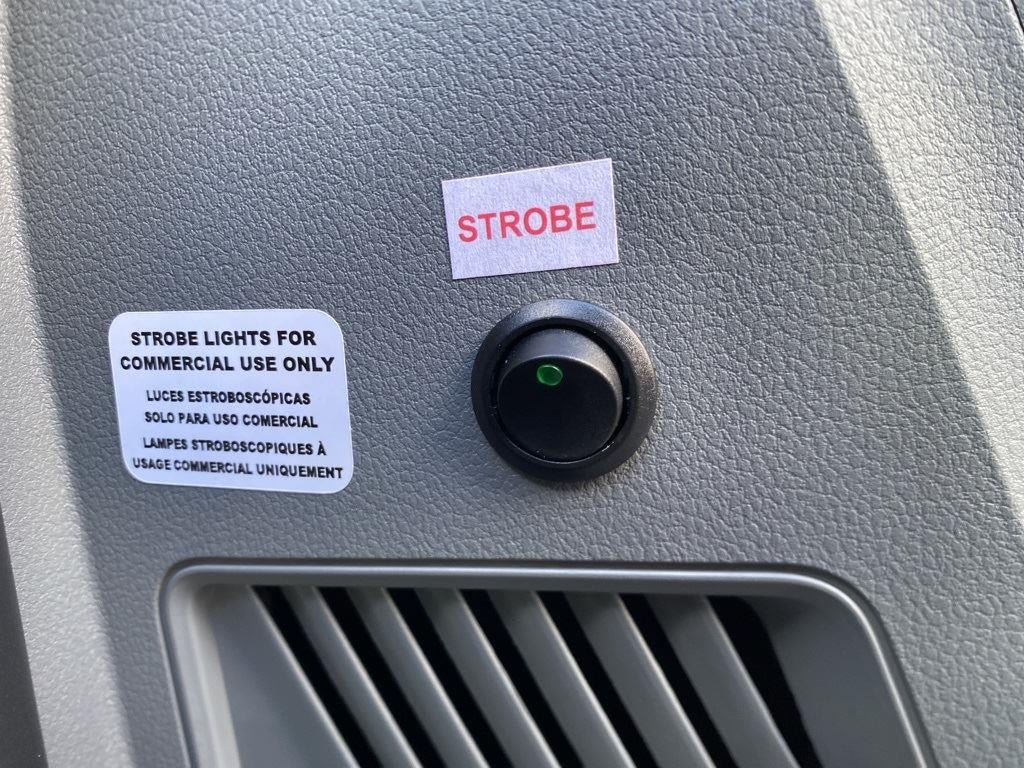 STROBE
STROBE LIGHTS FOR
COMMERCIAL USE ONLY
LUCES ESTROBOSCÓPICAS
SOLO PARA USO COMERCIAL
LAMPES STROBOSCOPIQUES À
USAGE COMMERCIAL UNIQUEMENT